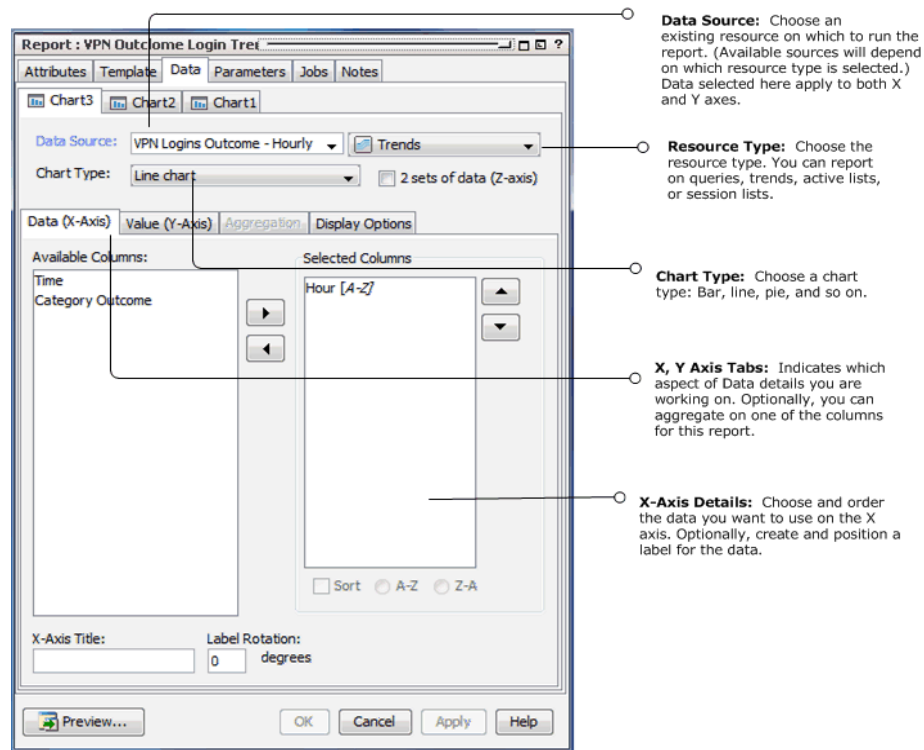 Report : VPN Outclome Login Trer ?
Attributes Template Data Parameters Jobs Notes
Chart3 Chart2 Chart1
Data Source: VPN Logins Outcome - Hourly Trends
Chart Type: Line chart 2 sets of data (Z-axis)
Data (X-Axis) Value (Y-Axis) Aggregation Display Options
Available Columns: Selected Columns
Time
Category Outcome
Hour [A-Z]
Sort A-Z Z-A
X-Axis Title: Label Rotation:
0 degrees
Preview... OK Cancel Apply Help
Data Source: Choose an
existing resource on which to run the
report. (Available sources will depend
on which resource type is selected.)
Data selected here apply to both X
and Y axes.
Resource Type: Choose the
resource type. You can report
on queries, trends, active lists,
or session lists.
Chart Type: Choose a chart
type: Bar, line, pie, and so on.
X, Y Axis Tabs: Indicates which
aspect of Data details you are
working on. Optionally, you can
aggregate on one of the columns
for this report.
X-Axis Details: Choose and order
the data you want to use on the X
axis. Optionally, create and position a
label for the data.